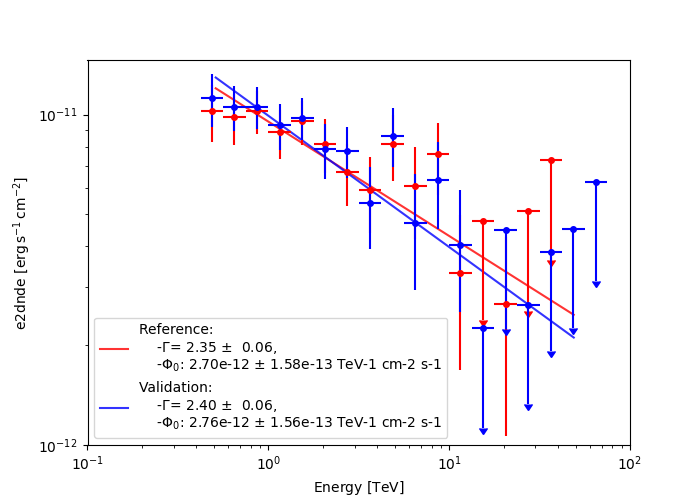 10⁻¹¹
10⁻¹²
e2dnde [erg s⁻¹ cm⁻²]
Reference:
-Γ= 2.35 ± 0.06,
-Φ₀: 2.70e-12 ± 1.58e-13 TeV-1 cm-2 s-1
Validation:
-Γ= 2.40 ± 0.06,
-Φ₀: 2.76e-12 ± 1.56e-13 TeV-1 cm-2 s-1
10⁻¹ 10⁰ 10¹ 10²
Energy [TeV]